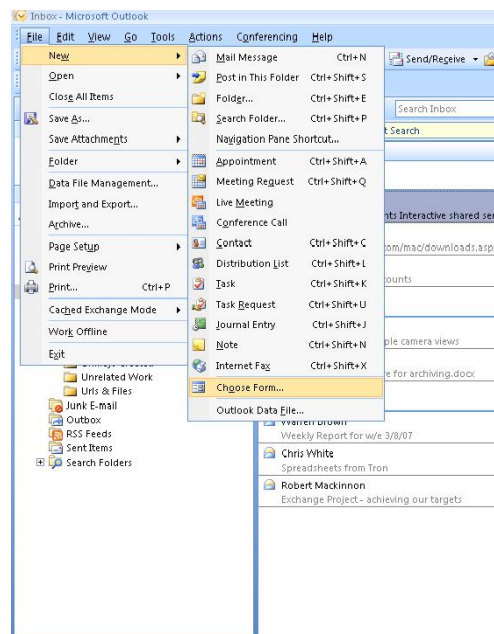 Inbox - Microsoft Outlook
File Edit View Go Tools Actions Conferencing Help
New
Open
Close All Items
Save As...
Save Attachments
Folder
Data File Management...
Import and Export...
Archive...
Page Setup
Print Preview
Print... Ctrl+P
Cached Exchange Mode
Work Offline
Exit
Mail Message Ctrl+N
Post in This Folder Ctrl+Shift+S
Folder... Ctrl+Shift+E
Search Folder... Ctrl+Shift+P
Navigation Pane Shortcut...
Appointment Ctrl+Shift+A
Meeting Request Ctrl+Shift+Q
Live Meeting
Conference Call
Contact Ctrl+Shift+C
Distribution List Ctrl+Shift+L
Task Ctrl+Shift+K
Task Request Ctrl+Shift+U
Journal Entry Ctrl+Shift+J
Note Ctrl+Shift+N
Internet Fax Ctrl+Shift+X
Choose Form...
Outlook Data File...
Send/Receive
Search Inbox
t Search
nts Interactive shared ser
com/mac/downloads.asp
counts
ple camera views
re for archiving.docx
Unrelated Work
Urls & Files
Junk E-mail
Outbox
RSS Feeds
Sent Items
Search Folders
Warren Brown
Weekly Report for w/e 3/8/07
Chris White
Spreadsheets from Tron
Robert Mackinnon
Exchange Project - achieving our targets